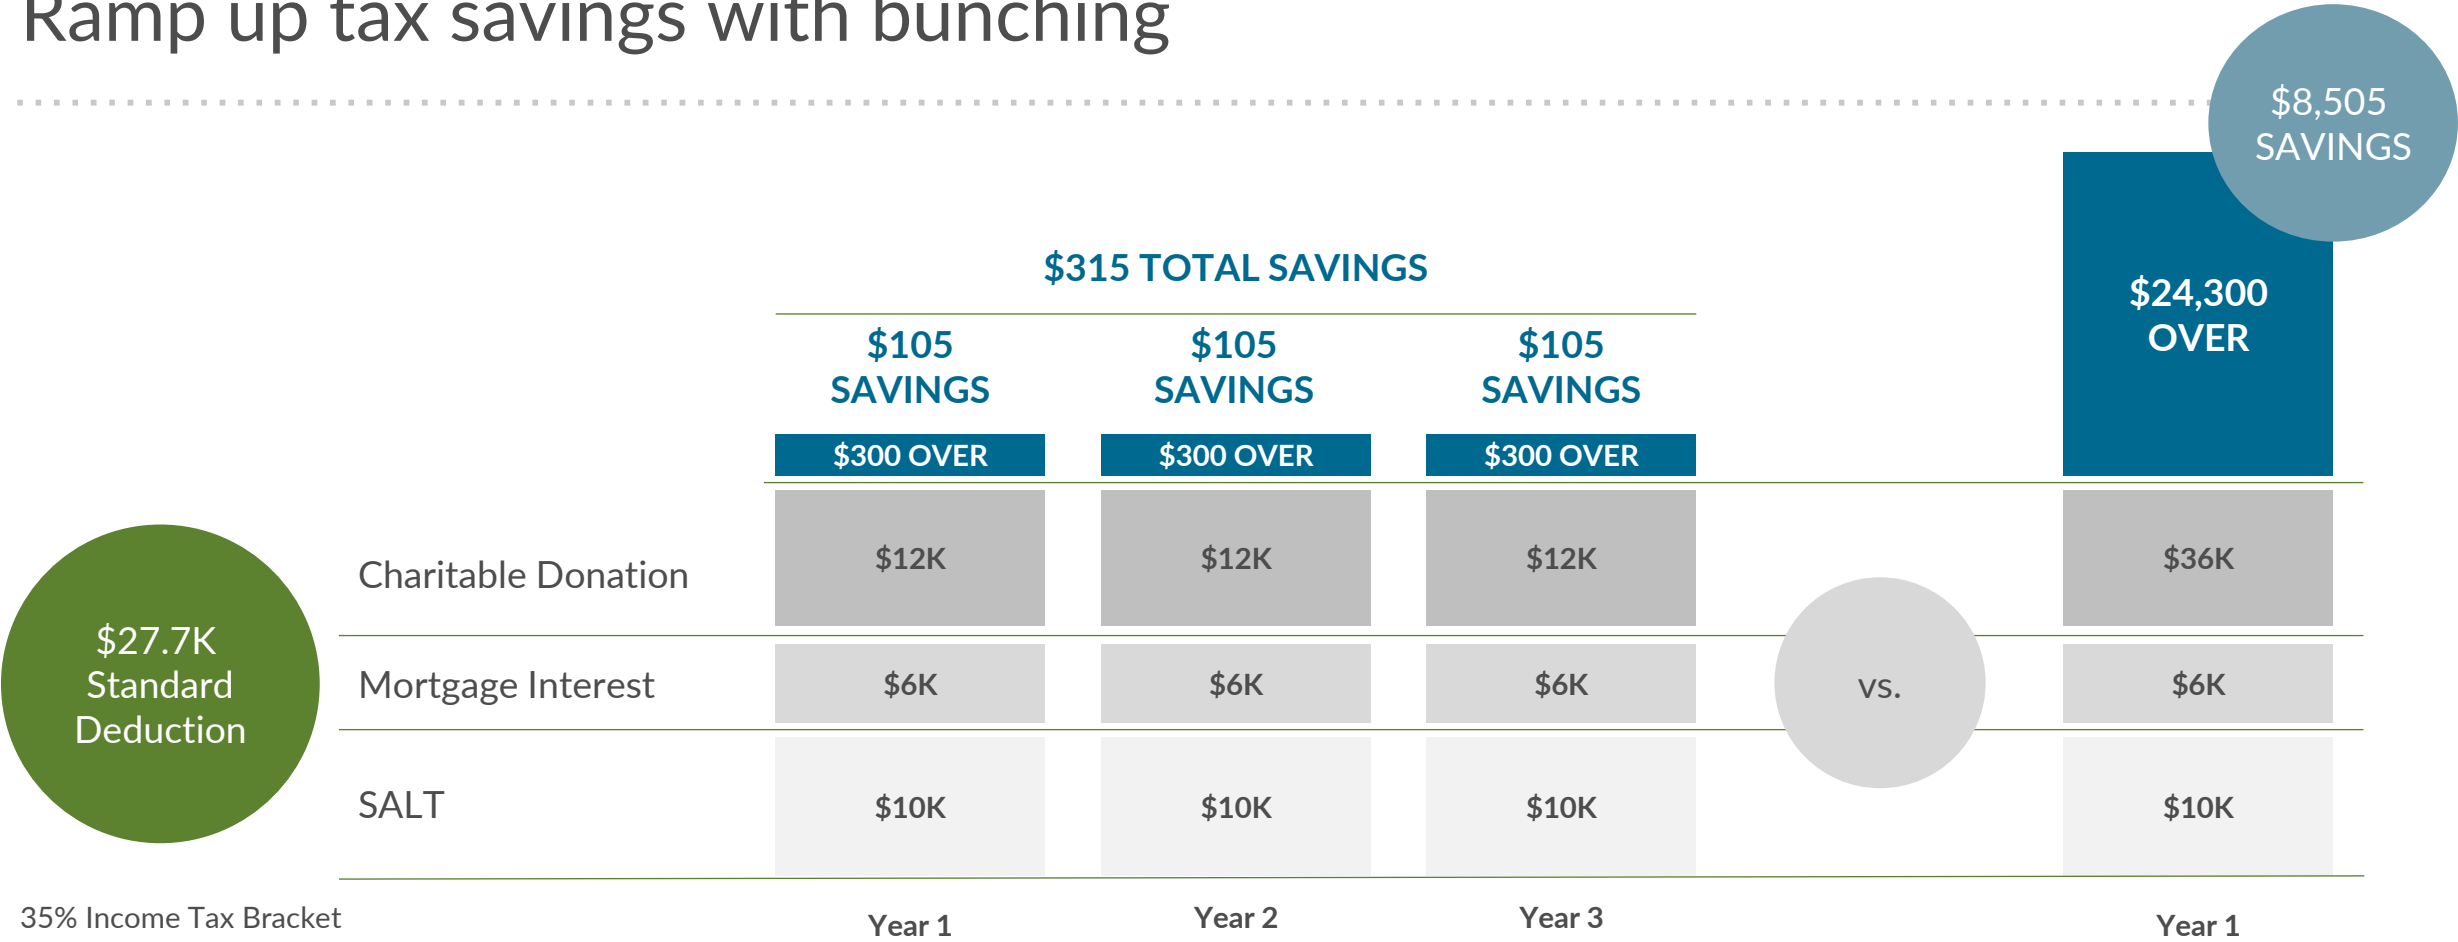 Ramp up tax savings with bunching
$8,505
SAVINGS
$24,300
OVER
$315 TOTAL SAVINGS
$105
SAVINGS
$105
SAVINGS
$105
SAVINGS
$300 OVER
$300 OVER
$300 OVER
$27.7K
Standard
Deduction
Charitable Donation
$12K
$12K
$12K
$36K
Mortgage Interest
$6K
$6K
$6K
vs.
$6K
SALT
$10K
$10K
$10K
$10K
35% Income Tax Bracket
Year 1
Year 2
Year 3
Year 1